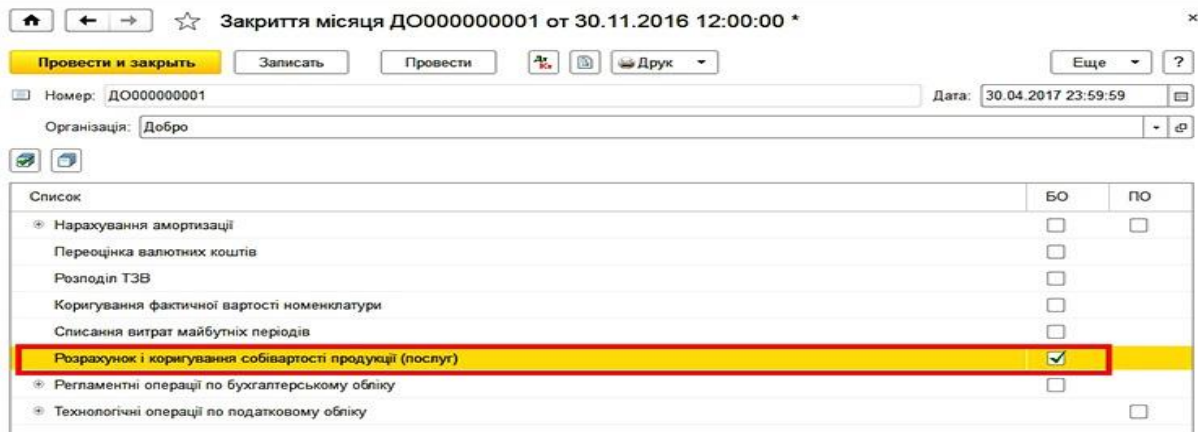 Закриття місяця ДО000000001 от 30.11.2016 12:00:00 *
Провести и закрыть Записать Провести Дт Кт Друк Еще ?
Номер: ДО000000001 Дата: 30.04.2017 23:59:59
Організація: Добро
Список БО ПО
Нарахування амортизації
Переоцінка валютних коштів
Розподіл ТЗВ
Коригування фактичної вартості номенклатури
Списання витрат майбутніх періодів
Розрахунок і коригування собівартості продукції (послуг)
Регламентні операції по бухгалтерському обліку
Технологічні операції по податковому обліку